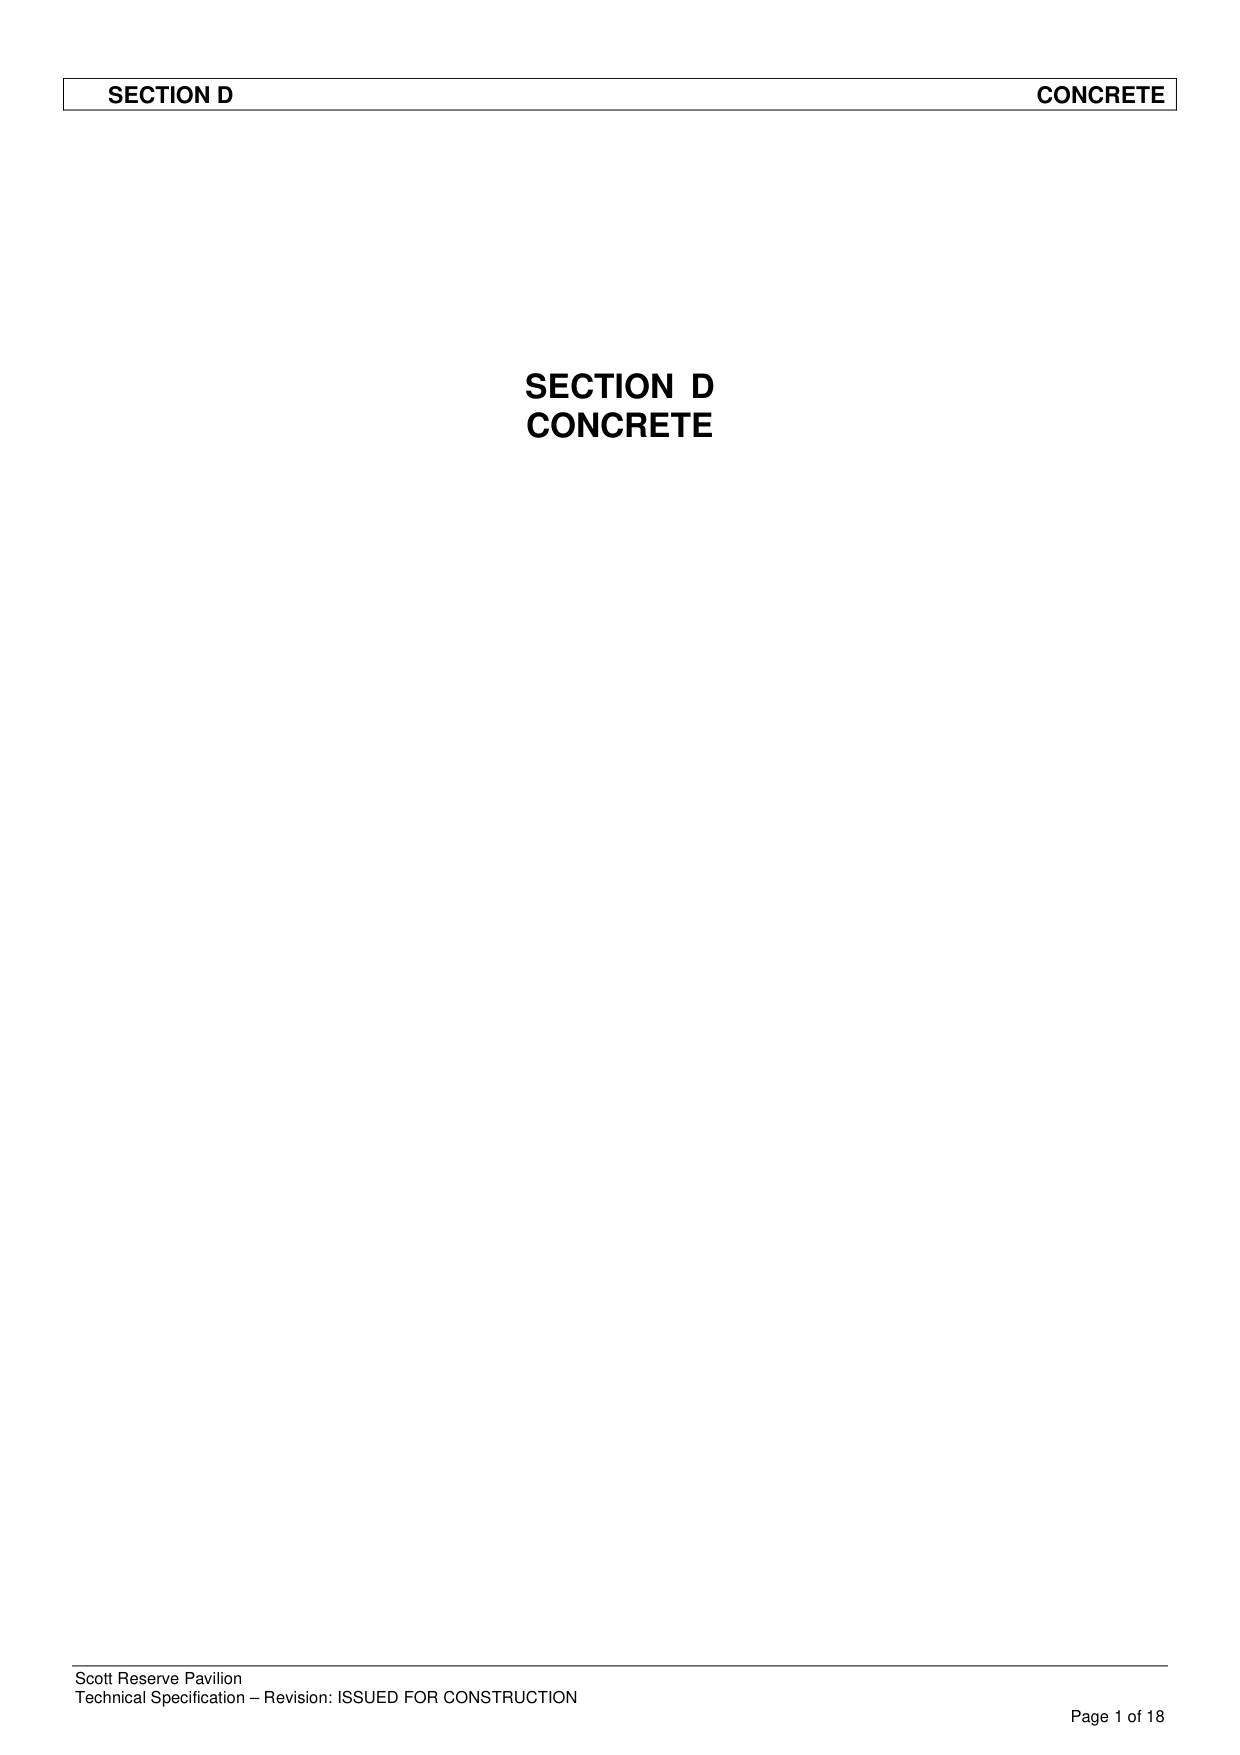 SECTION D CONCRETE
SECTION D
CONCRETE
Scott Reserve Pavilion
Technical Specification – Revision: ISSUED FOR CONSTRUCTION
Page 1 of 18